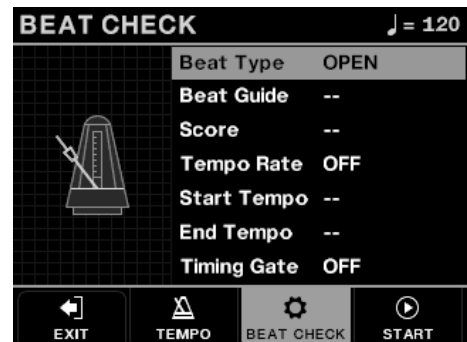 BEAT CHECK ♩= 120
Beat Type OPEN
Beat Guide --
Score --
Tempo Rate OFF
Start Tempo --
End Tempo --
Timing Gate OFF
EXIT TEMPO BEAT CHECK START